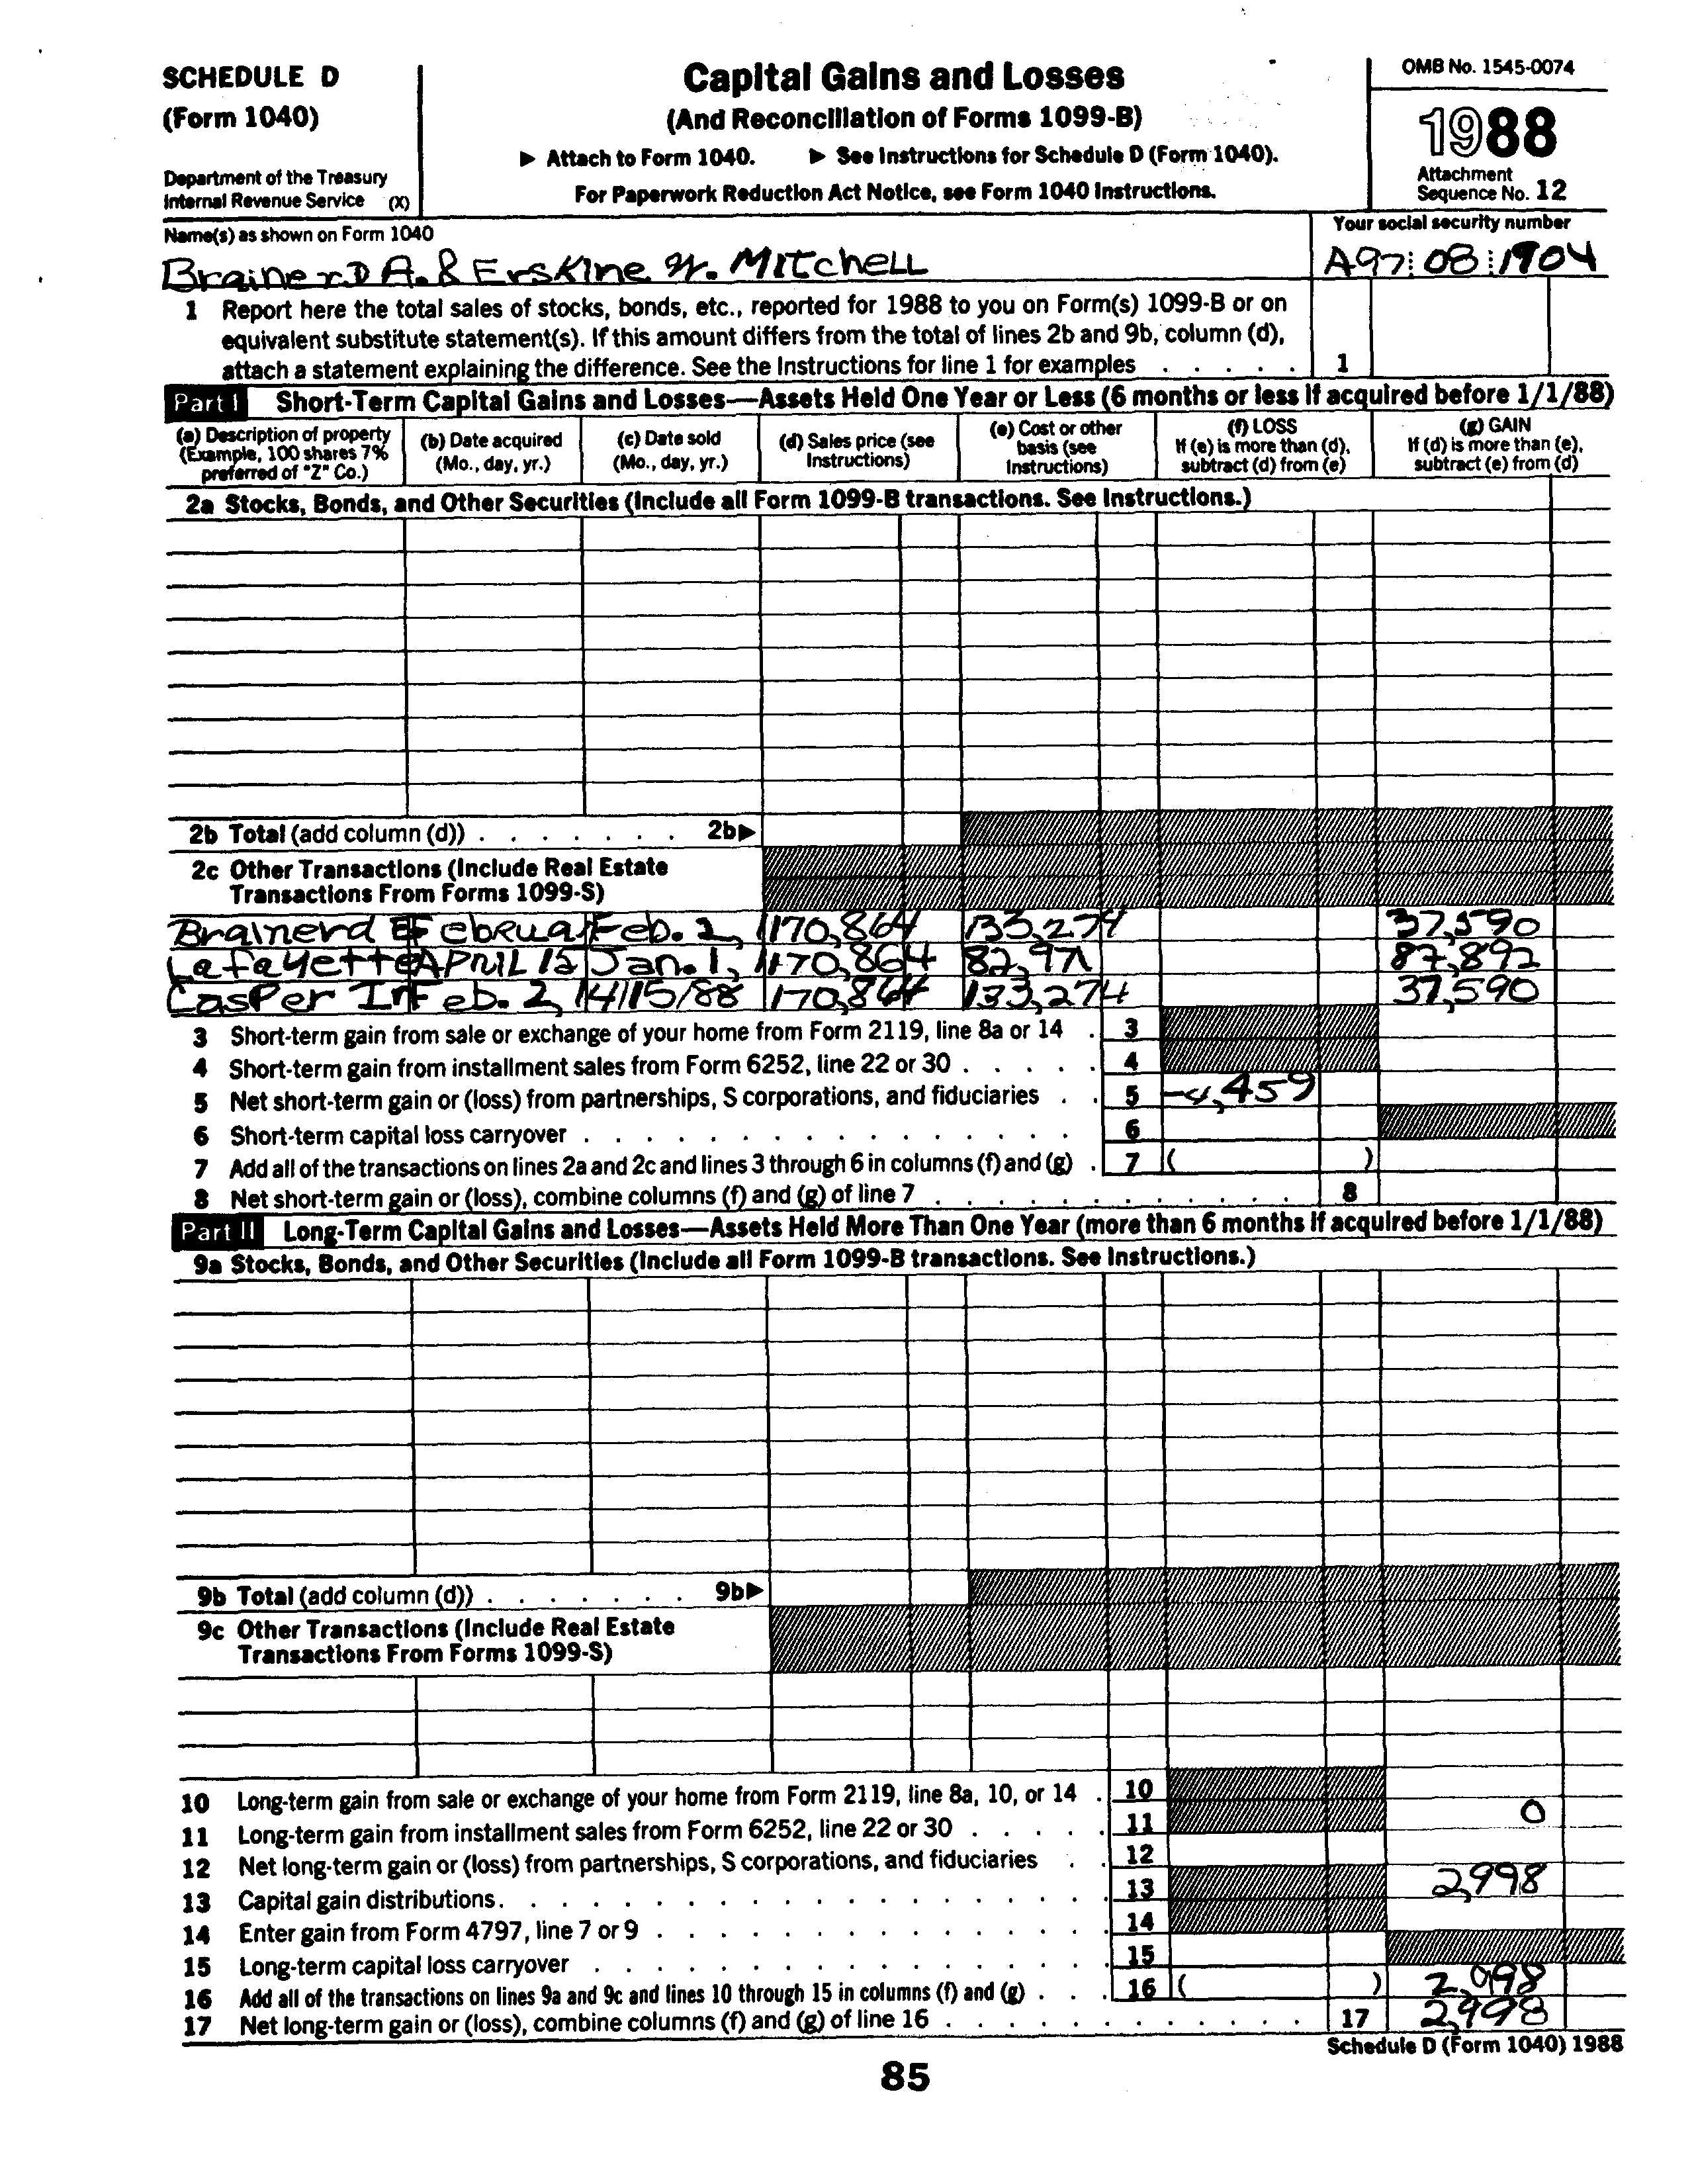 SCHEDULE D
(Form 1040)
Department of the Treasury
Internal Revenue Service (X)
Capital Gains and Losses
(And Reconciliation of Forms 1099-B)
▶ Attach to Form 1040. ▶ See Instructions for Schedule D (Form 1040).
For Paperwork Reduction Act Notice, see Form 1040 Instructions.
OMB No. 1545-0074
1988
Attachment
Sequence No. 12
Name(s) as shown on Form 1040
Your social security number
Brainerd A. & Erskine W. Mitchell
A97 08 1904
1 Report here the total sales of stocks, bonds, etc., reported for 1988 to you on Form(s) 1099-B or on
equivalent substitute statement(s). If this amount differs from the total of lines 2b and 9b, column (d),
attach a statement explaining the difference. See the Instructions for line 1 for examples . . . . . 1
Part I Short-Term Capital Gains and Losses—Assets Held One Year or Less (6 months or less if acquired before 1/1/88)
(a) Description of property (Example, 100 shares 7% preferred of "Z" Co.)
(b) Date acquired (Mo., day, yr.)
(c) Date sold (Mo., day, yr.)
(d) Sales price (see Instructions)
(e) Cost or other basis (see Instructions)
(f) LOSS If (e) is more than (d), subtract (d) from (e)
(g) GAIN If (d) is more than (e), subtract (e) from (d)
2a Stocks, Bonds, and Other Securities (Include all Form 1099-B transactions. See Instructions.)
2b Total (add column (d)) . . . . . . . 2b▶
2c Other Transactions (Include Real Estate
Transactions From Forms 1099-S)
Brainerd E Februar Feb. 2, 170,864 133,274 37,590
Lafayette APRIL 15 Jan. 1, 170,864 82,971 87,892
Casper In Feb. 2, 4/15/88 170,864 133,274 37,590
3 Short-term gain from sale or exchange of your home from Form 2119, line 8a or 14 . 3
4 Short-term gain from installment sales from Form 6252, line 22 or 30 . . . . . 4
5 Net short-term gain or (loss) from partnerships, S corporations, and fiduciaries . . 5 -4,459
6 Short-term capital loss carryover . . . . . . . . . . . . . . . . 6
7 Add all of the transactions on lines 2a and 2c and lines 3 through 6 in columns (f) and (g) . 7 ( )
8 Net short-term gain or (loss), combine columns (f) and (g) of line 7 . . . . . . . . . . . . 8
Part II Long-Term Capital Gains and Losses—Assets Held More Than One Year (more than 6 months if acquired before 1/1/88)
9a Stocks, Bonds, and Other Securities (Include all Form 1099-B transactions. See Instructions.)
9b Total (add column (d)) . . . . . . . 9b▶
9c Other Transactions (Include Real Estate
Transactions From Forms 1099-S)
10 Long-term gain from sale or exchange of your home from Form 2119, line 8a, 10, or 14 . 10
11 Long-term gain from installment sales from Form 6252, line 22 or 30 . . . . . 11 0
12 Net long-term gain or (loss) from partnerships, S corporations, and fiduciaries . . 12
13 Capital gain distributions . . . . . . . . . . . . . . . . . . 13 2,998
14 Enter gain from Form 4797, line 7 or 9 . . . . . . . . . . . . . . 14
15 Long-term capital loss carryover . . . . . . . . . . . . . . . . 15
16 Add all of the transactions on lines 9a and 9c and lines 10 through 15 in columns (f) and (g) . . . 16 ( ) 2,998
17 Net long-term gain or (loss), combine columns (f) and (g) of line 16 . . . . . . . . . . . . 17 2,998
Schedule D (Form 1040) 1988
85